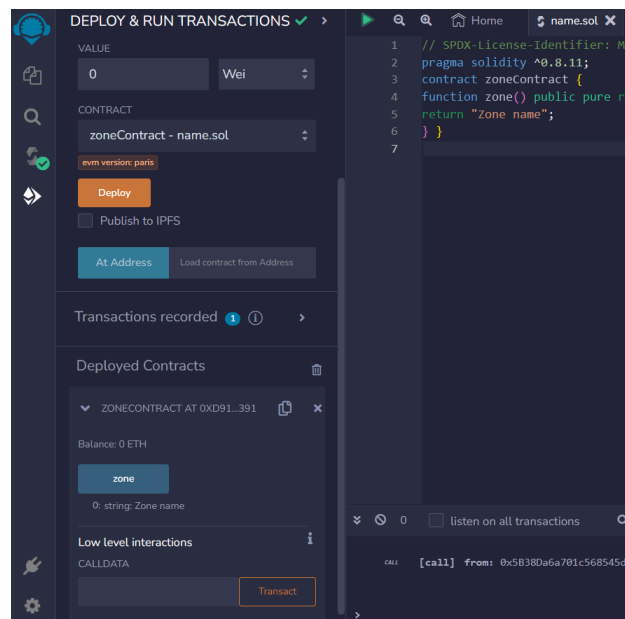 DEPLOY & RUN TRANSACTIONS
VALUE
0
Wei
CONTRACT
zoneContract - name.sol
evm version: paris
Deploy
Publish to IPFS
At Address
Load contract from Address
Transactions recorded 1
Deployed Contracts
ZONECONTRACT AT 0XD91...391
Balance: 0 ETH
zone
0: string: Zone name
Low level interactions
CALLDATA
Transact
Home
name.sol
1 // SPDX-License-Identifier: M
2 pragma solidity ^0.8.11;
3 contract zoneContract {
4 function zone() public pure r
5 return "Zone name";
6 } }
7
0
listen on all transactions
CALL [call] from: 0x5B38Da6a701c568545d
>